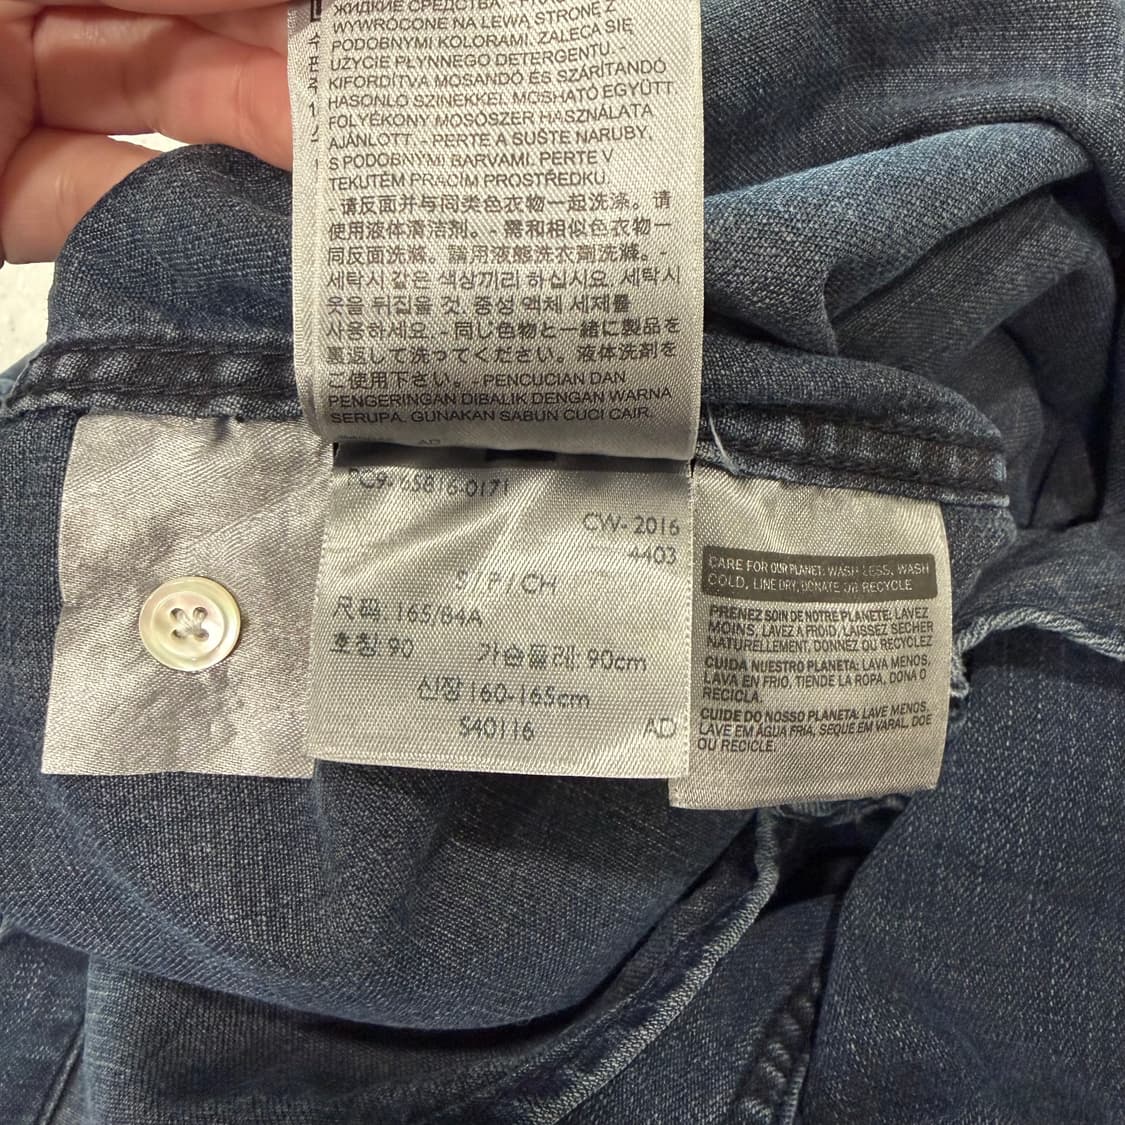 ЖИДКИЕ СРЕДСТВА
WYWRÓCONE NA LEWĄ STRONĘ Z
PODOBNYMI KOLORAMI. ZALECA SIĘ
UŻYCIE PŁYNNEGO DETERGENTU -
KIFORDÍTVA MOSANDÓ ÉS SZÁRÍTANDÓ
HASONLÓ SZINEKKEL MOSHATÓ EGYÜTT
FOLYÉKONY MOSÓSZER HASZNÁLATA
AJÁNLOTT - PERTE A SUŠTE NARUBY,
S PODOBNÝMI BARVAMI. PERTE V
TEKUTÉM PRACÍM PROSTŘEDKU.
- 请反面并与同类色衣物一起洗涤。请
使用液体清洁剂。- 需和相似色衣物一
同反面洗滌。請用液態洗衣劑洗滌。-
세탁시 같은 색상끼리 하십시요. 세탁시
옷을 뒤집을 것. 중성 액체 세제를
사용하세요. - 同じ色物と一緒に製品を
裏返して洗ってください。液体洗剤を
ご使用下さい。- PENCUCIAN DAN
PENGERINGAN DIBALIK DENGAN WARNA
SERUPA. GUNAKAN SABUN CUCI CAIR.
AD
PC9: 65816-0171
CW- 2016
4403
S / P / CH
尺码. 165/84A
호칭 90 가슴둘레: 90cm
신장 160-165cm
S40116 AD
CARE FOR OUR PLANET: WASH LESS, WASH
COLD, LINE DRY, DONATE OR RECYCLE
PRENEZ SOIN DE NOTRE PLANETE: LAVEZ
MOINS, LAVEZ A FROID, LAISSEZ SECHER
NATURELLEMENT, DONNEZ OU RECYCLEZ
CUIDA NUESTRO PLANETA: LAVA MENOS,
LAVA EN FRIO, TIENDE LA ROPA, DONA O
RECICLA.
CUIDE DO NOSSO PLANETA: LAVE MENOS,
LAVE EM ÁGUA FRIA, SEQUE EM VARAL, DOE
OU RECICLE.